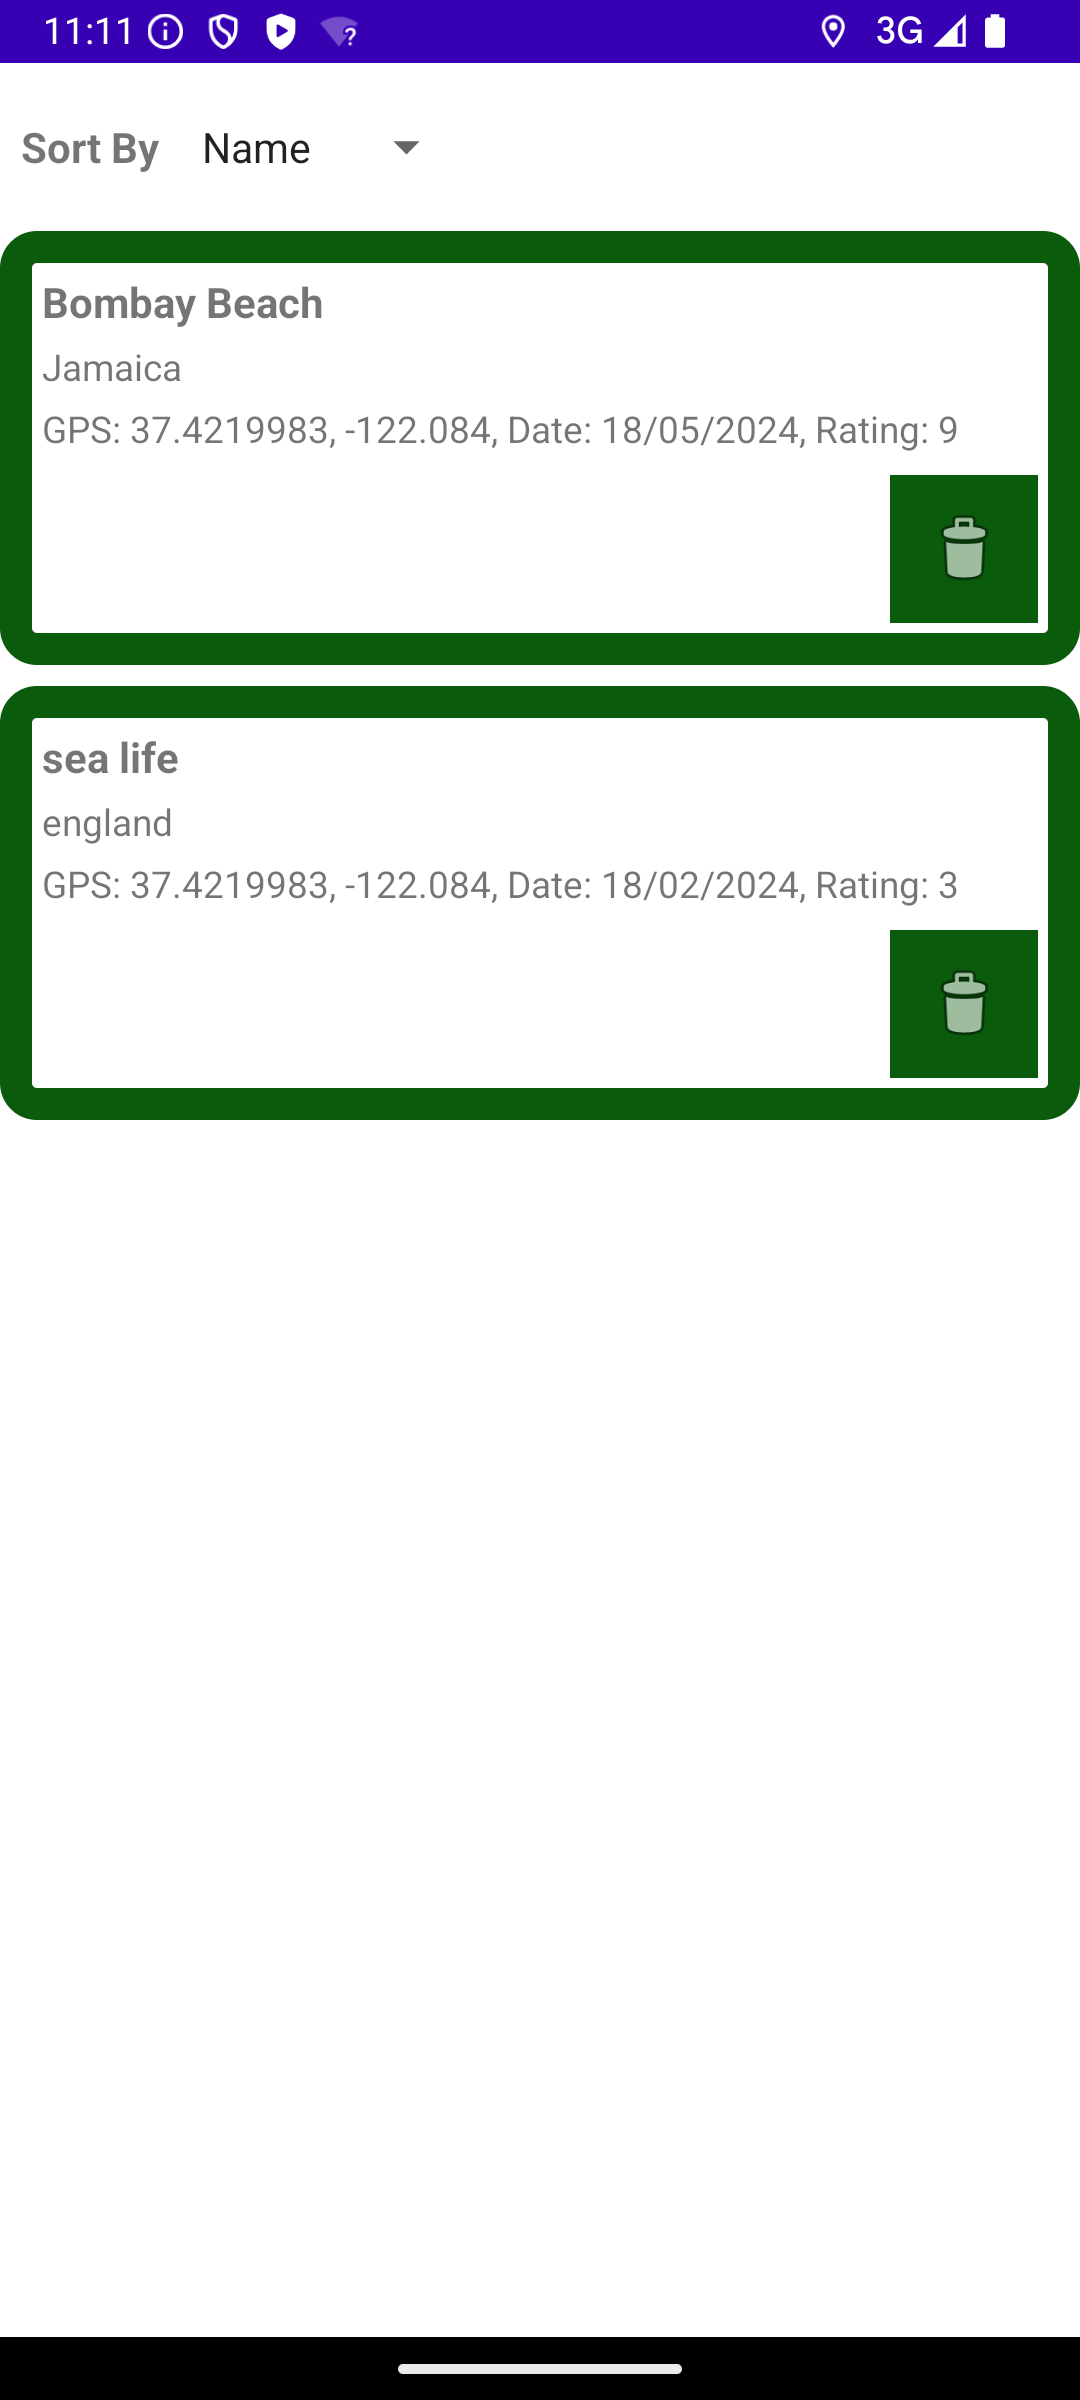 11:11 3G
Sort By Name
Bombay Beach
Jamaica
GPS: 37.4219983, -122.084, Date: 18/05/2024, Rating: 9
sea life
england
GPS: 37.4219983, -122.084, Date: 18/02/2024, Rating: 3